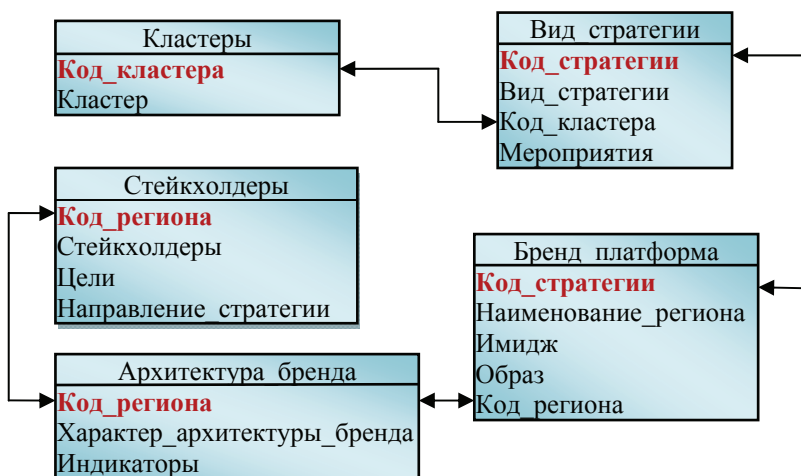 Кластеры
Код_кластера
Кластер
Вид_стратегии
Код_стратегии
Вид_стратегии
Код_кластера
Мероприятия
Стейкхолдеры
Код_региона
Стейкхолдеры
Цели
Направление_стратегии
Бренд_платформа
Код_стратегии
Наименование_региона
Имидж
Образ
Код_региона
Архитектура_бренда
Код_региона
Характер_архитектуры_бренда
Индикаторы